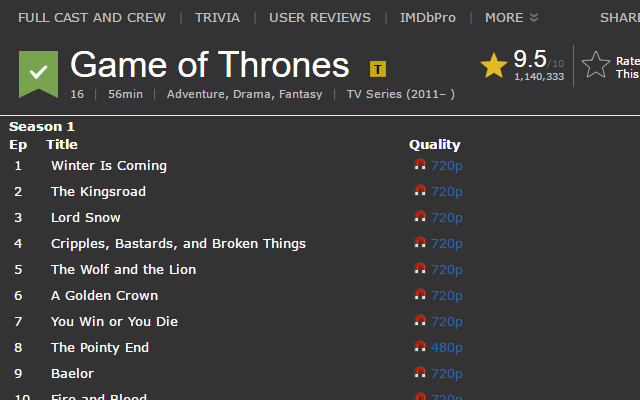 FULL CAST AND CREW | TRIVIA | USER REVIEWS | IMDbPro | MORE SHARE
Game of Thrones T 9.5/10 Rate
1,140,333 This
16 | 56min | Adventure, Drama, Fantasy | TV Series (2011– )
Season 1
Ep Title Quality
1 Winter Is Coming 720p
2 The Kingsroad 720p
3 Lord Snow 720p
4 Cripples, Bastards, and Broken Things 720p
5 The Wolf and the Lion 720p
6 A Golden Crown 720p
7 You Win or You Die 720p
8 The Pointy End 480p
9 Baelor 720p
10 Fire and Blood 720p